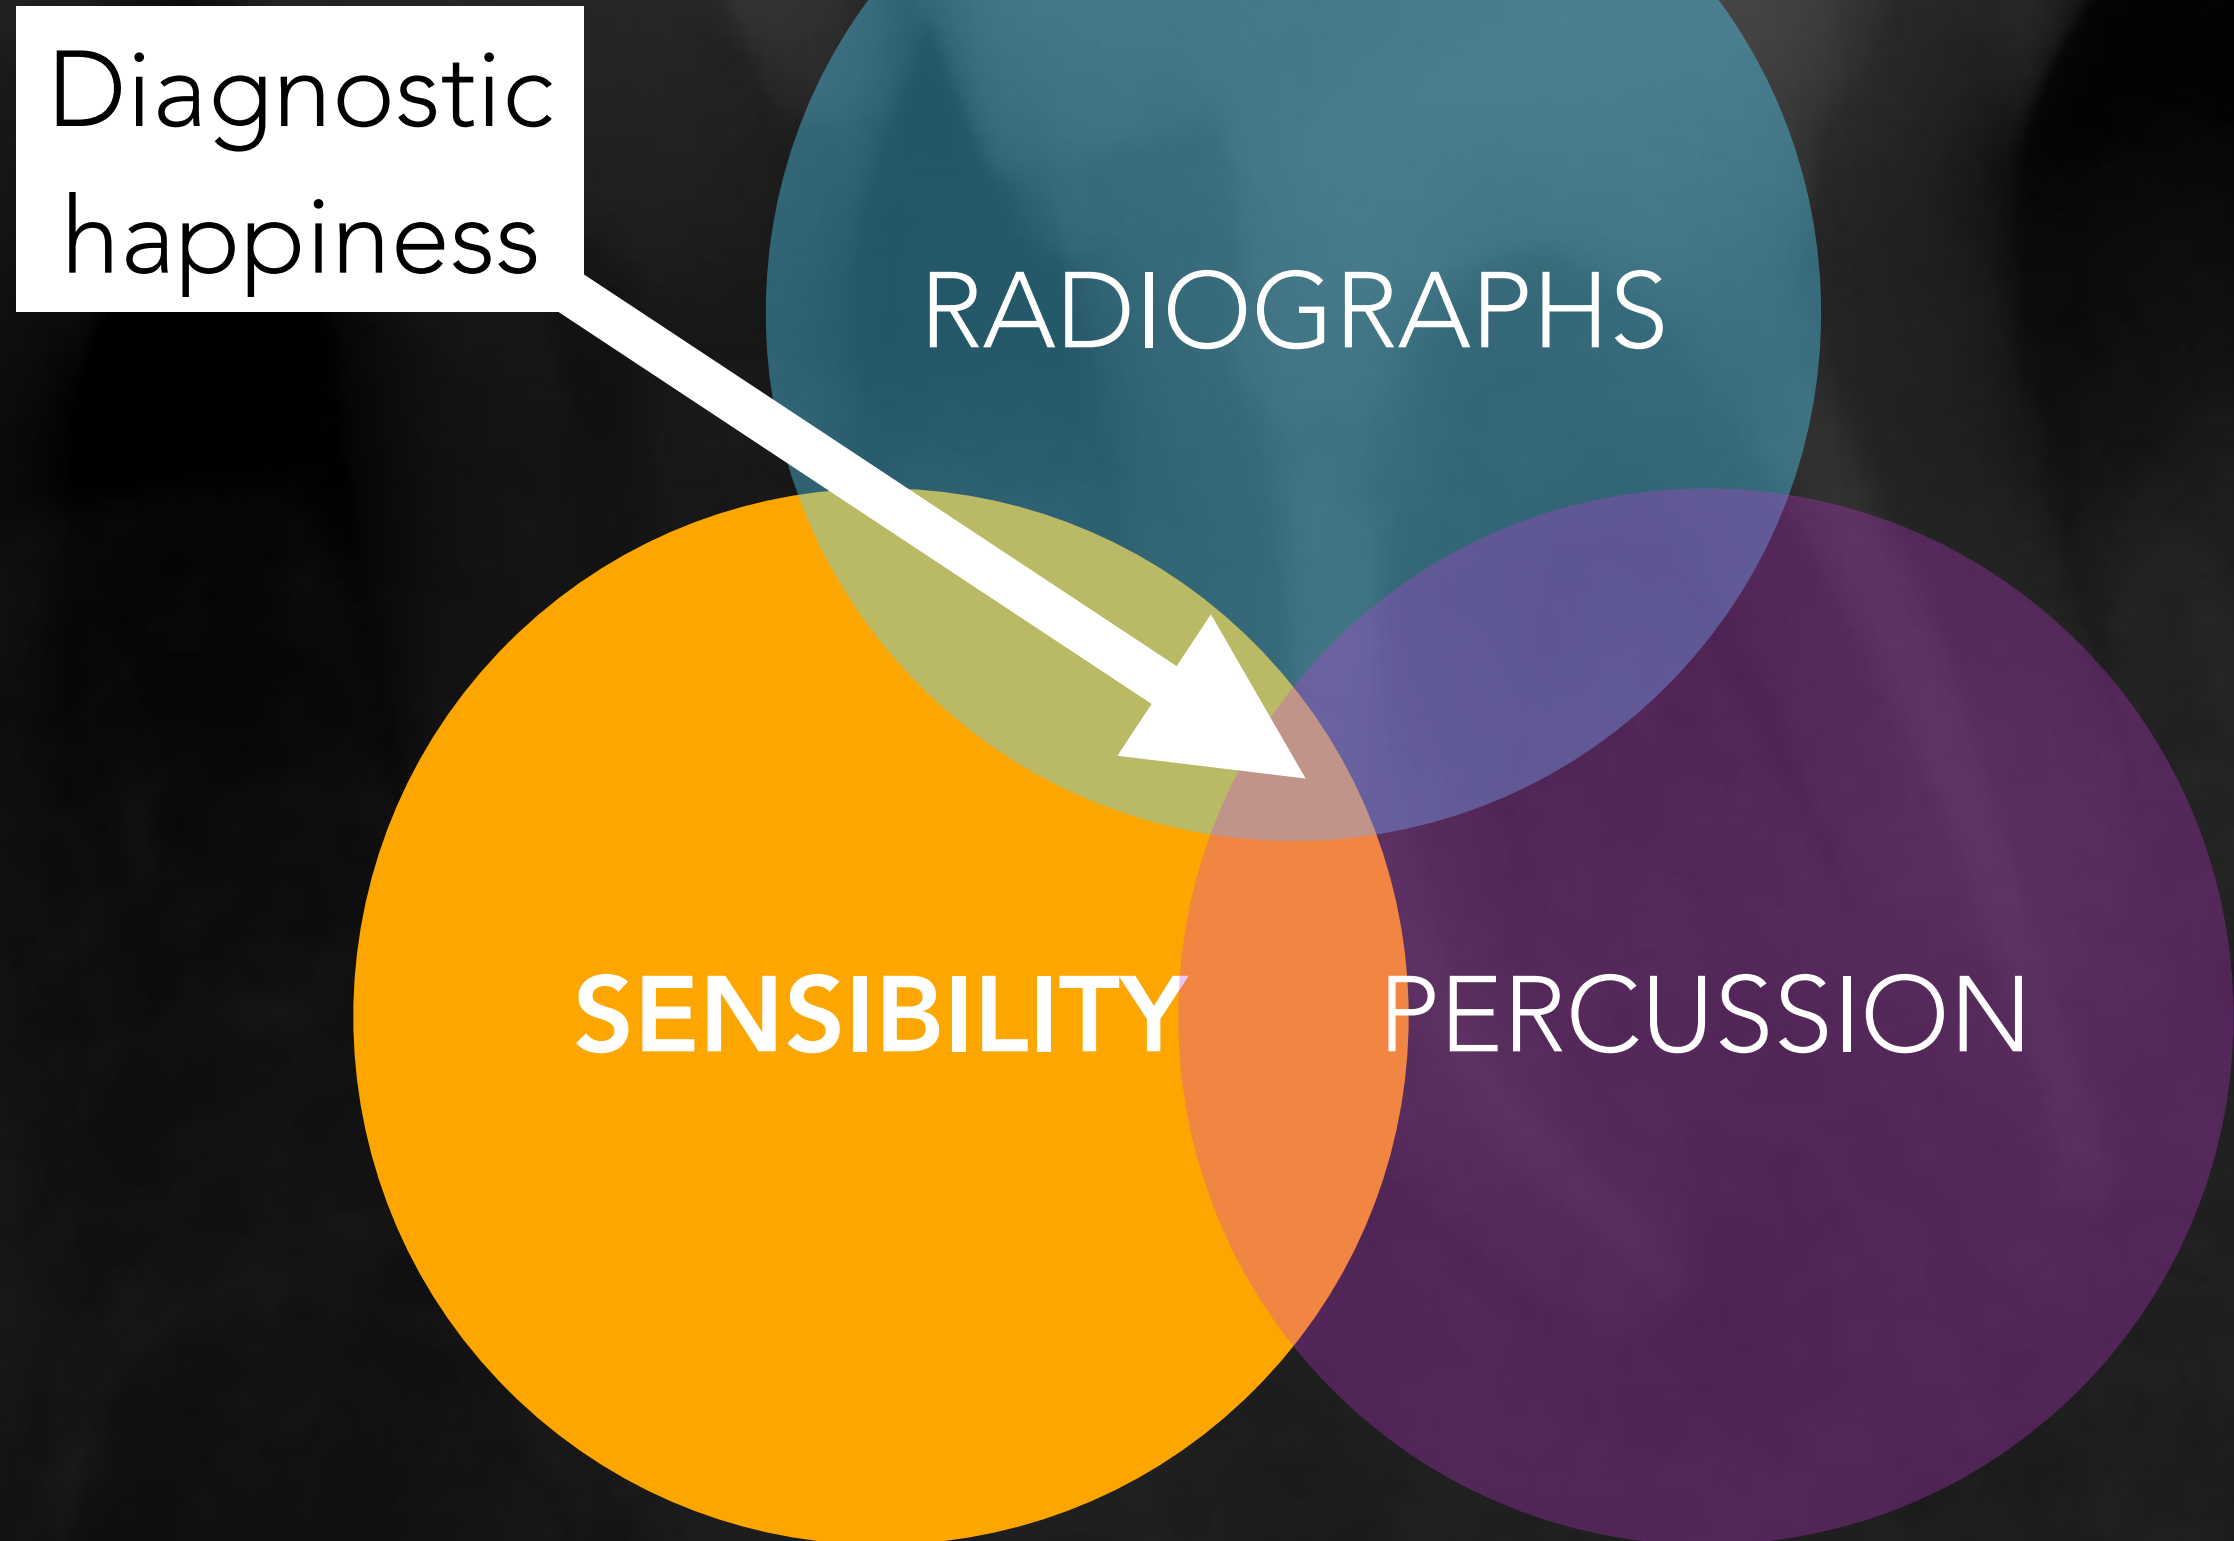 Diagnostic
happiness
RADIOGRAPHS
SENSIBILITY
PERCUSSION